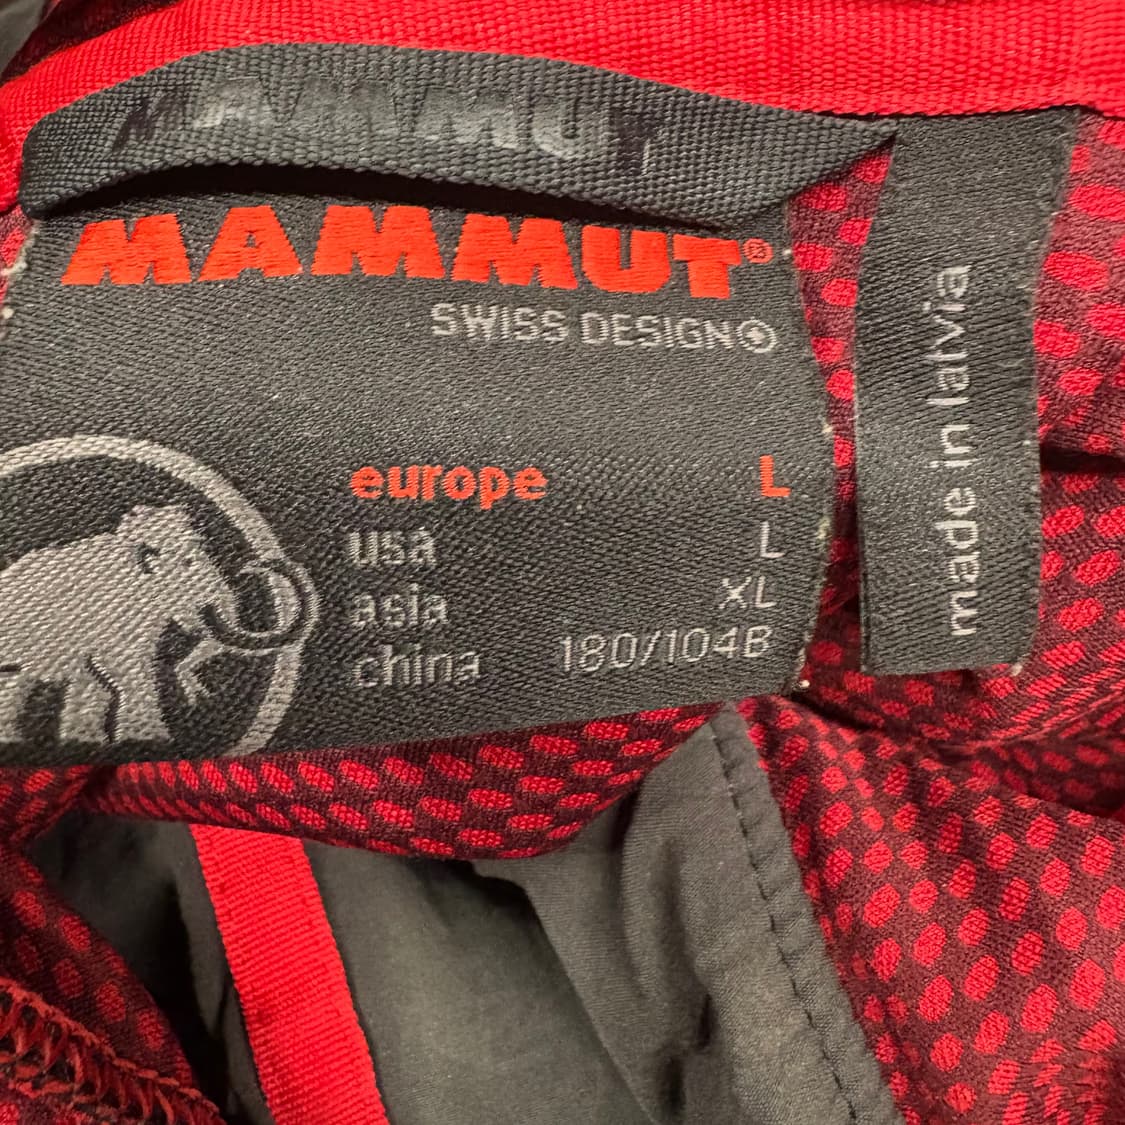 MAMMUT
MAMMUT®
SWISS DESIGN
europe L
usa L
asia XL
china 180/104B
made in latvia